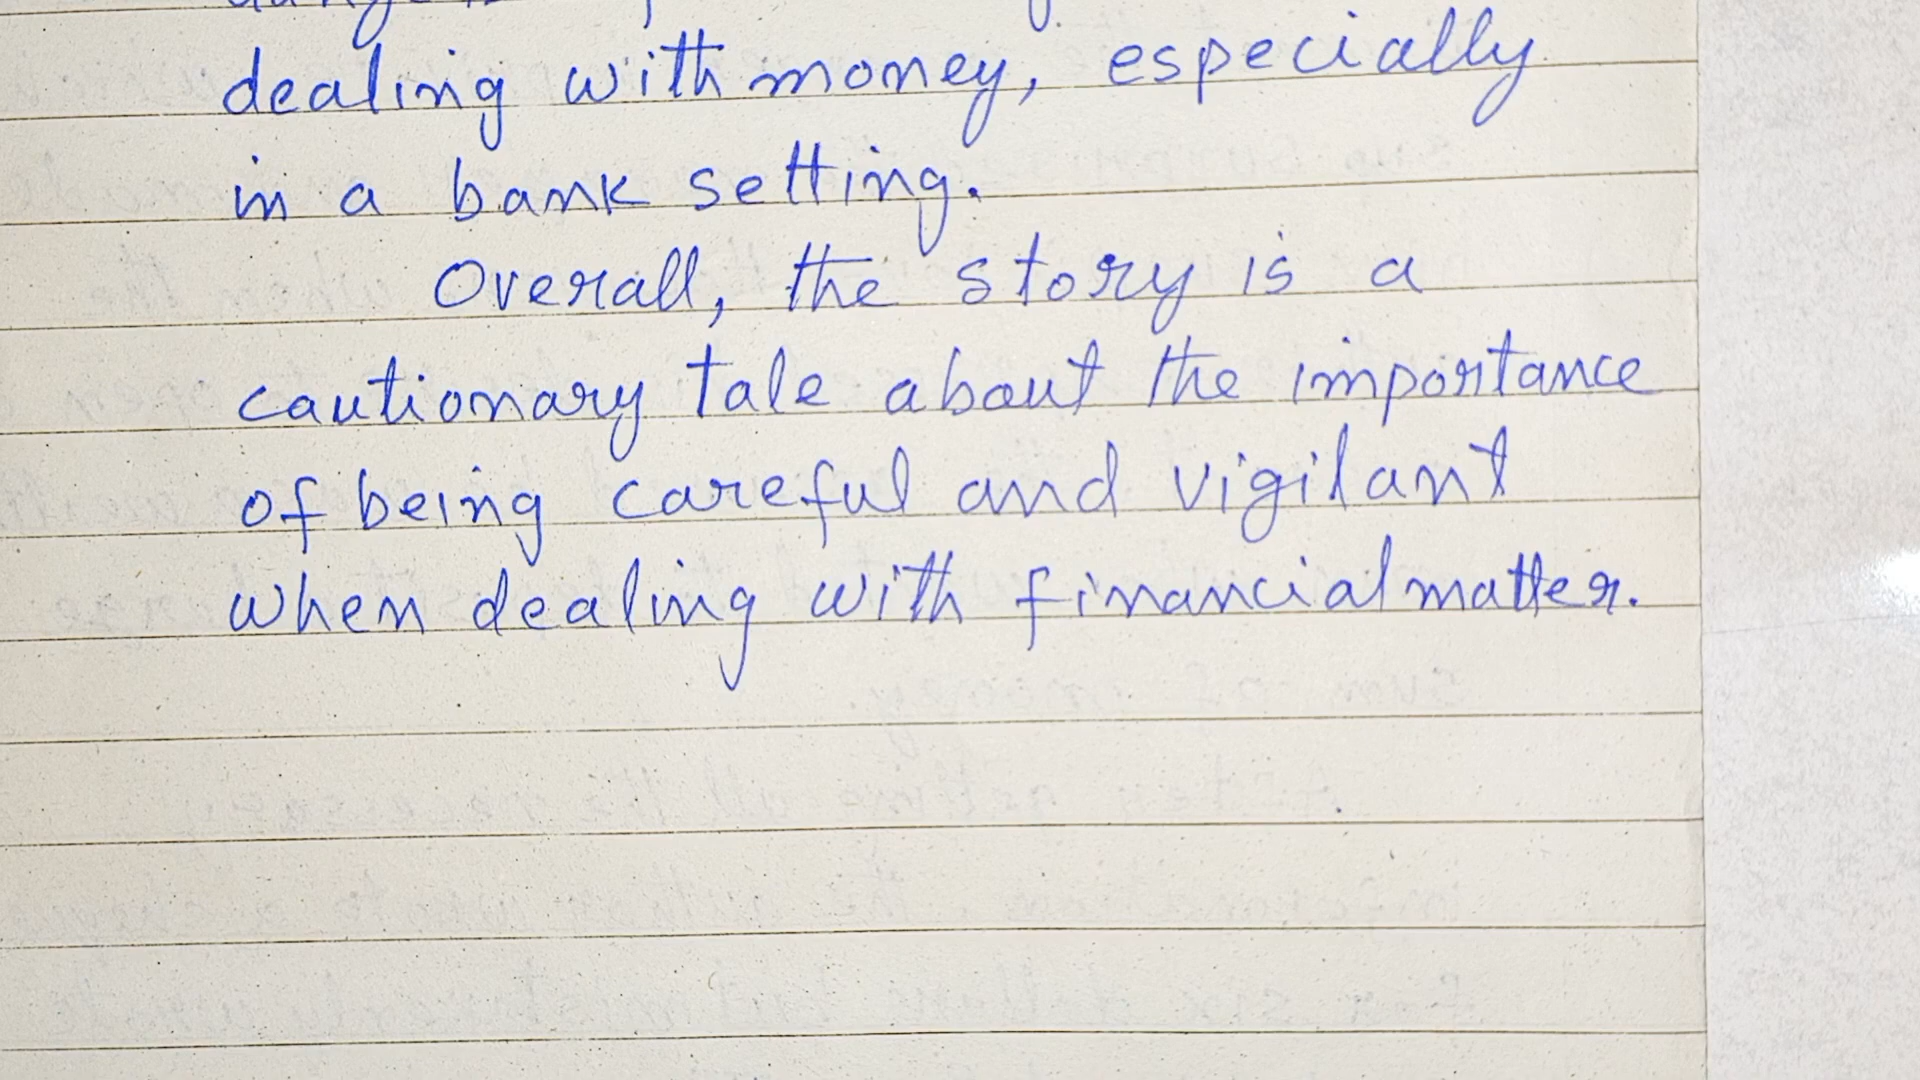 dealing with money, especially
in a bank setting.
Overall, the story is a
cautionary tale about the importance
of being careful and vigilant
when dealing with financial matter.